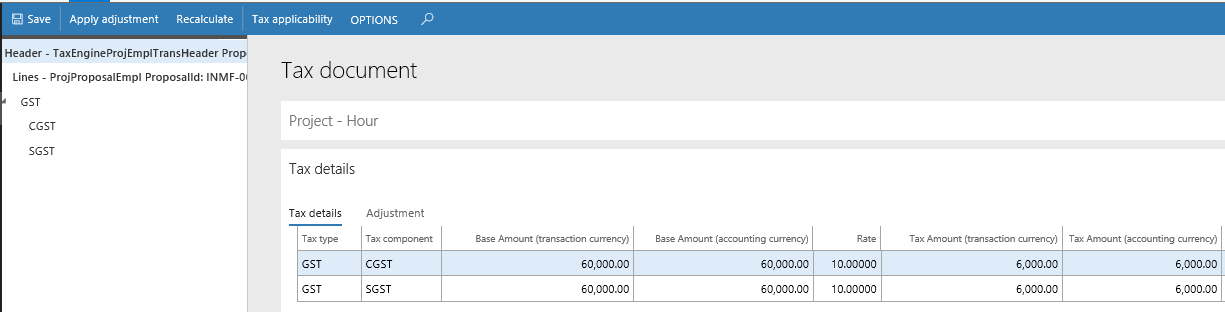 Save Apply adjustment Recalculate Tax applicability OPTIONS
Header - TaxEngineProjEmplTransHeader Prop
Lines - ProjProposalEmpl ProposalId: INMF-00
GST
CGST
SGST
Tax document
Project - Hour
Tax details
Tax details Adjustment
Tax type Tax component Base Amount (transaction currency) Base Amount (accounting currency) Rate Tax Amount (transaction currency) Tax Amount (accounting currency)
GST CGST 60,000.00 60,000.00 10.00000 6,000.00 6,000.00
GST SGST 60,000.00 60,000.00 10.00000 6,000.00 6,000.00